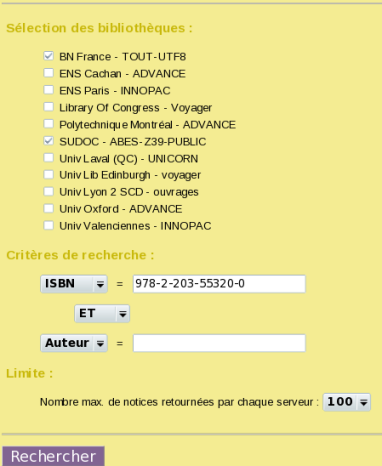 Sélection des bibliothèques :
BN France - TOUT-UTF8
ENS Cachan - ADVANCE
ENS Paris - INNOPAC
Library Of Congress - Voyager
Polytechnique Montréal - ADVANCE
SUDOC - ABES-Z39-PUBLIC
Univ Laval (QC) - UNICORN
Univ Lib Edinburgh - voyager
Univ Lyon 2 SCD - ouvrages
Univ Oxford - ADVANCE
Univ Valenciennes - INNOPAC
Critères de recherche :
ISBN = 978-2-203-55320-0
ET
Auteur =
Limite :
Nombre max. de notices retournées par chaque serveur : 100
Rechercher